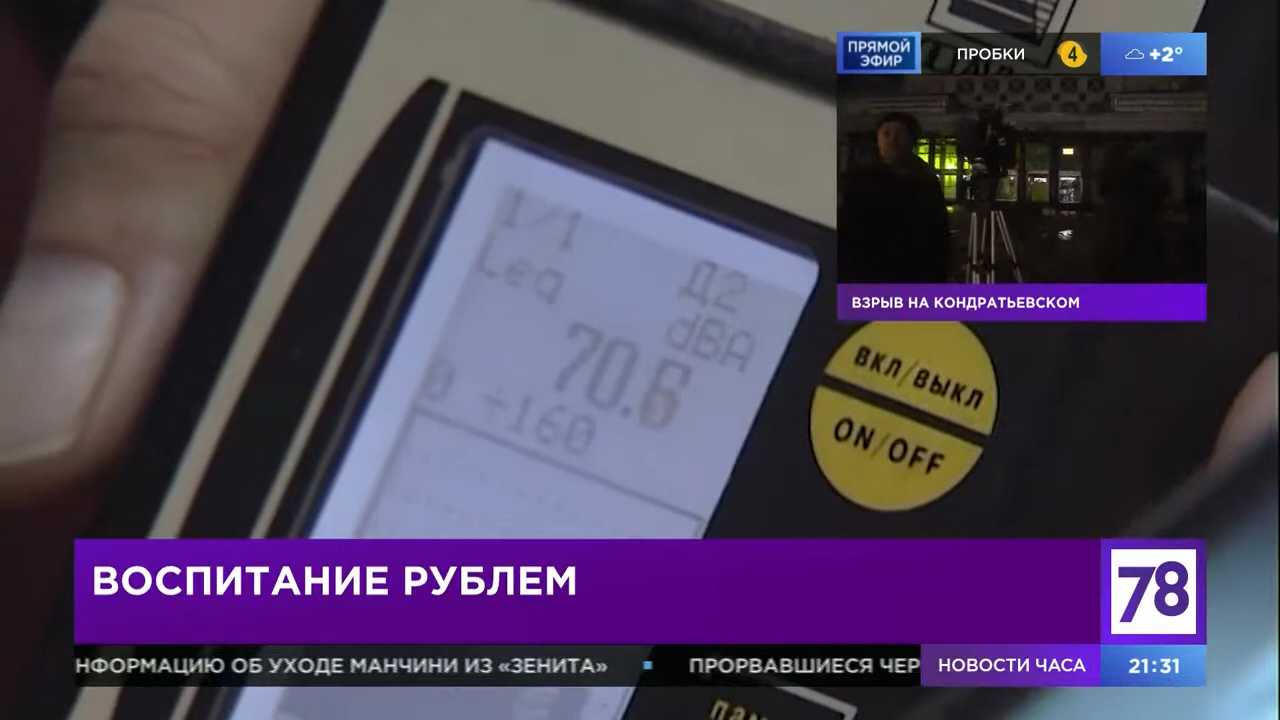 ПРЯМОЙ
ЭФИР
ПРОБКИ
4
+2°
ВЗРЫВ НА КОНДРАТЬЕВСКОМ
1/1
Leq
Д2
dBA
70.6
0 +160
ВКЛ/ВЫКЛ
ON/OFF
ВОСПИТАНИЕ РУБЛЕМ
78
НФОРМАЦИЮ ОБ УХОДЕ МАНЧИНИ ИЗ «ЗЕНИТА» ▪ ПРОРВАВШИЕСЯ ЧЕР
НОВОСТИ ЧАСА
21:31